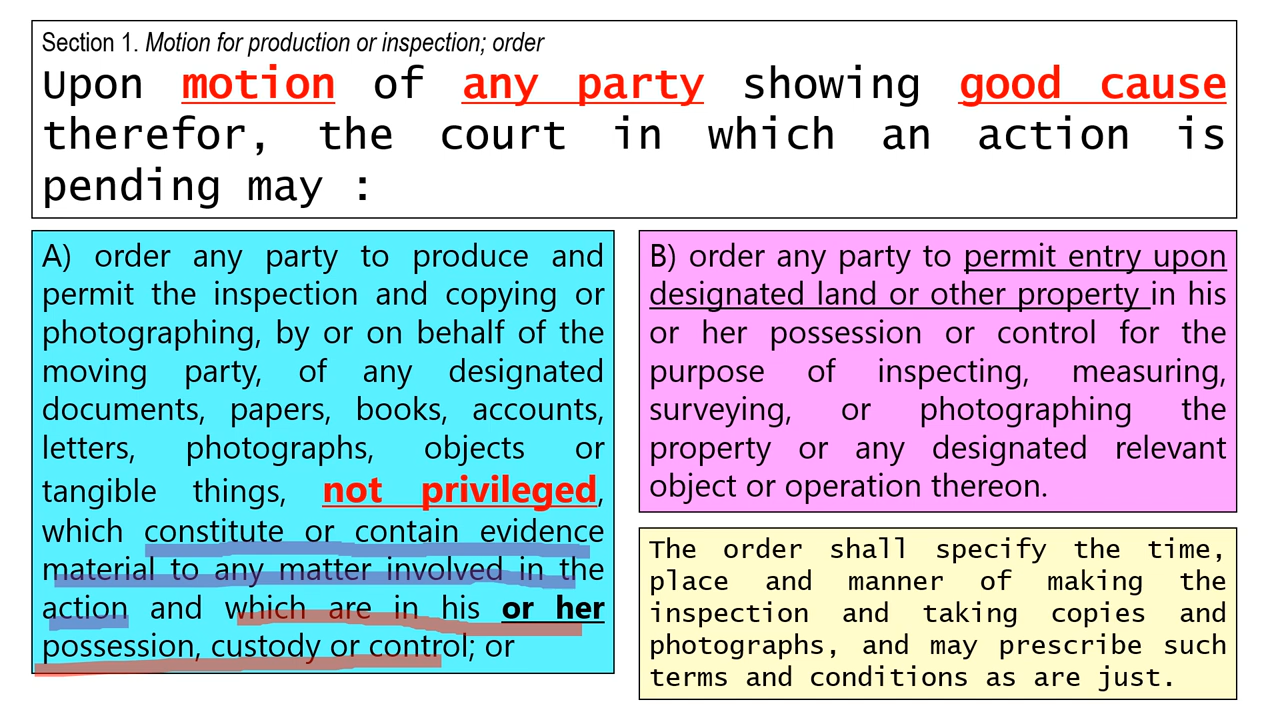 Section 1. Motion for production or inspection; order
Upon motion of any party showing good cause
therefor, the court in which an action is
pending may :
A) order any party to produce and
permit the inspection and copying or
photographing, by or on behalf of the
moving party, of any designated
documents, papers, books, accounts,
letters, photographs, objects or
tangible things, not privileged,
which constitute or contain evidence
material to any matter involved in the
action and which are in his or her
possession, custody or control; or
B) order any party to permit entry upon
designated land or other property in his
or her possession or control for the
purpose of inspecting, measuring,
surveying, or photographing the
property or any designated relevant
object or operation thereon.
The order shall specify the time,
place and manner of making the
inspection and taking copies and
photographs, and may prescribe such
terms and conditions as are just.